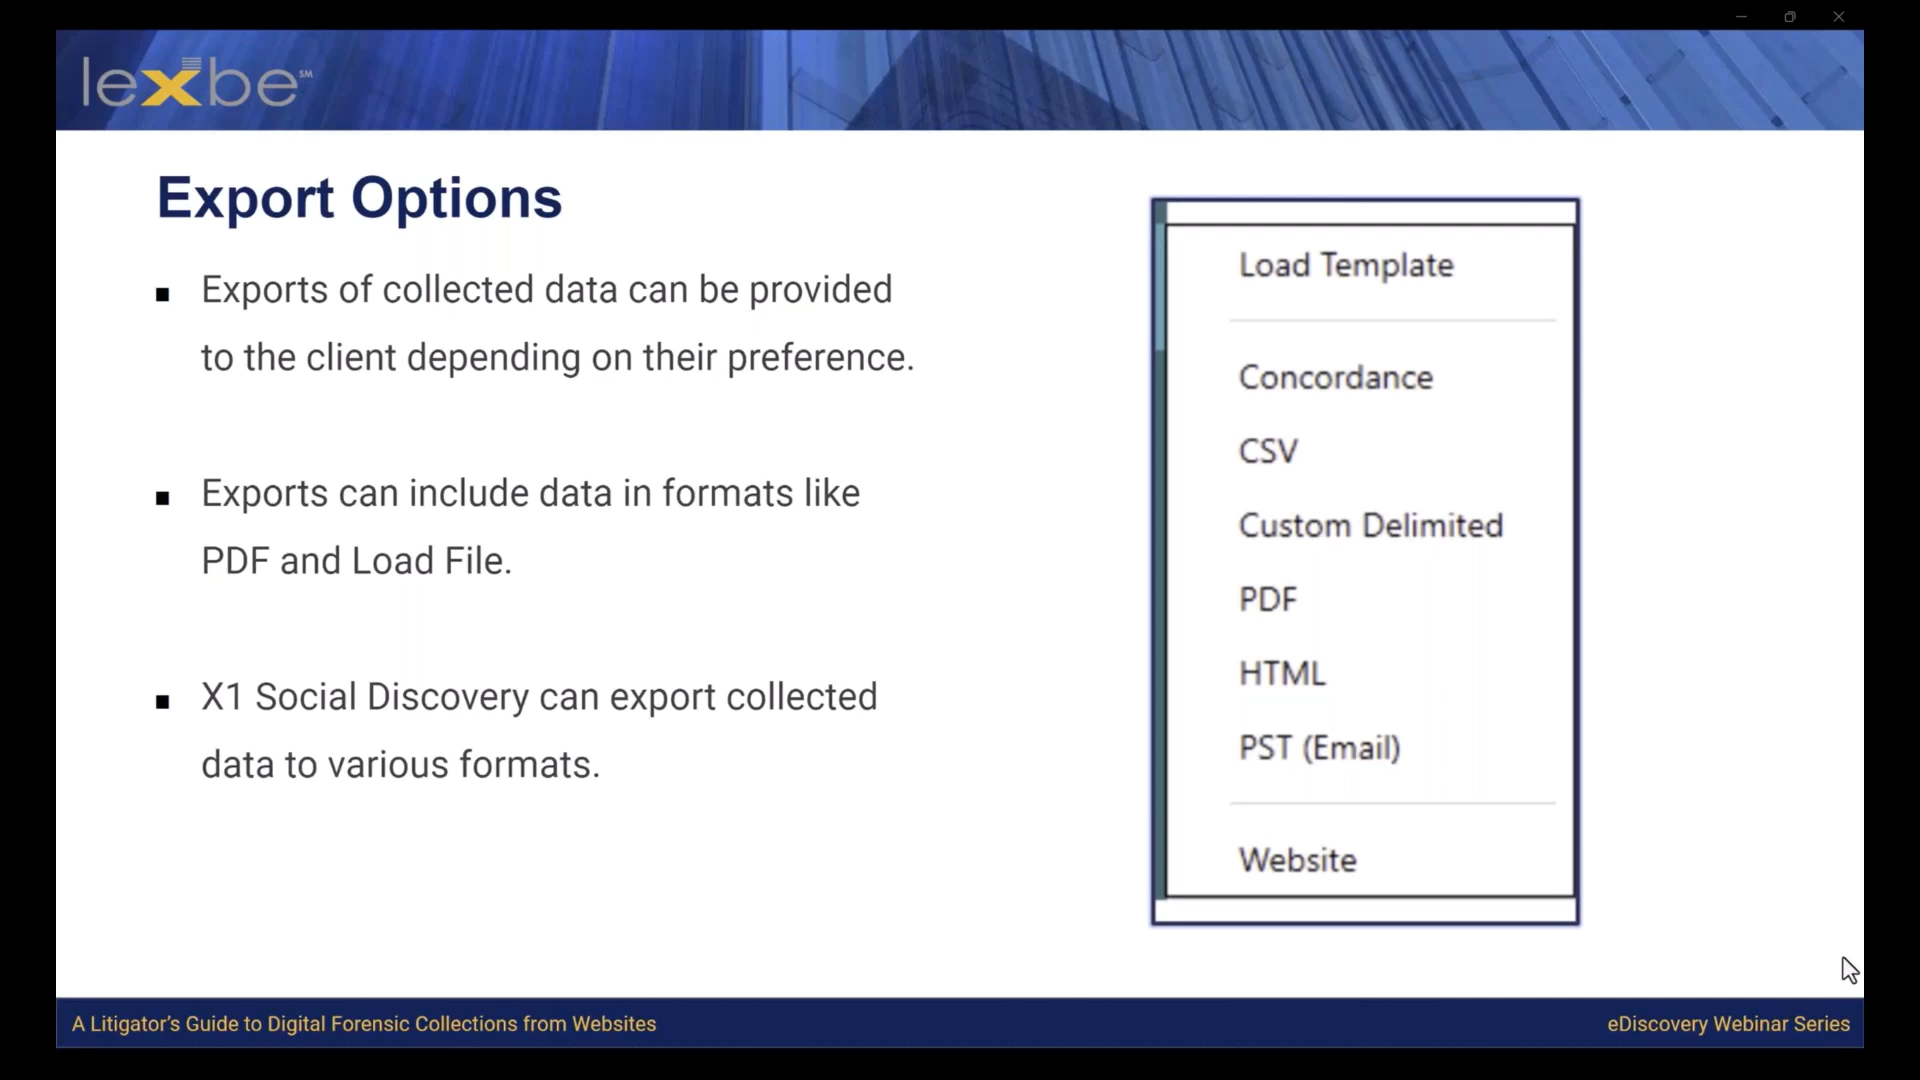 lexbe℠
Export Options
▪ Exports of collected data can be provided
to the client depending on their preference.
▪ Exports can include data in formats like
PDF and Load File.
▪ X1 Social Discovery can export collected
data to various formats.
Load Template
Concordance
CSV
Custom Delimited
PDF
HTML
PST (Email)
Website
A Litigator’s Guide to Digital Forensic Collections from Websites
eDiscovery Webinar Series